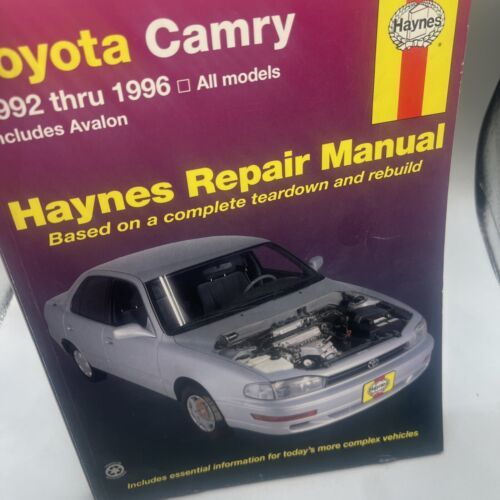 oyota Camry
992 thru 1996 □ All models
ncludes Avalon
Haynes
Haynes Repair Manual
Based on a complete teardown and rebuild
Haynes
Includes essential information for today's more complex vehicles